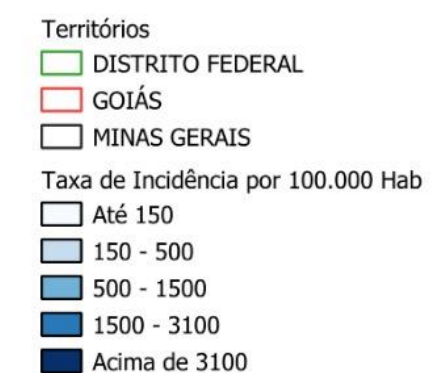 Territórios
DISTRITO FEDERAL
GOIÁS
MINAS GERAIS
Taxa de Incidência por 100.000 Hab
Até 150
150 - 500
500 - 1500
1500 - 3100
Acima de 3100